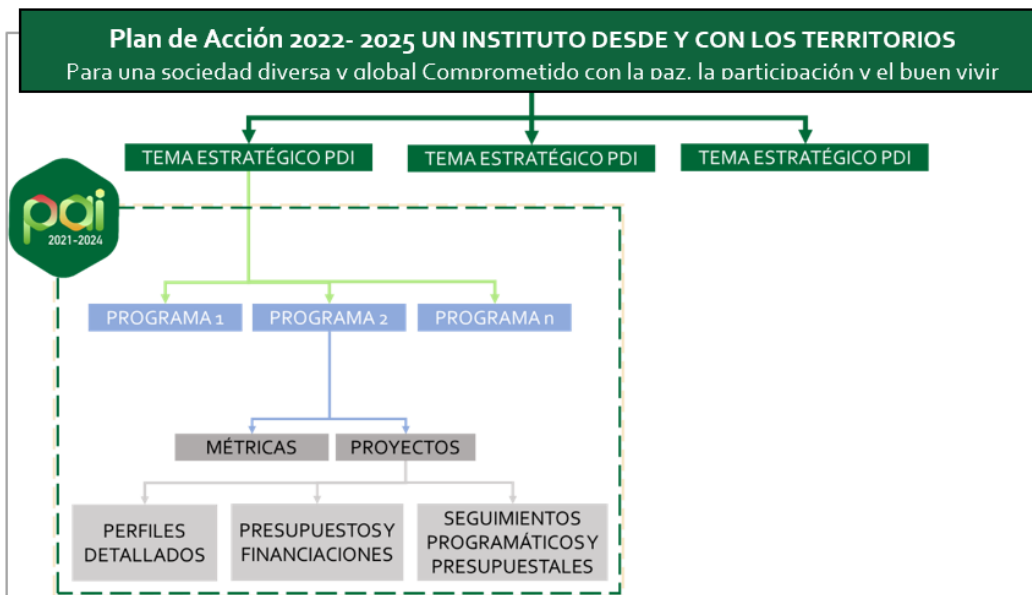 Plan de Acción 2022- 2025 UN INSTITUTO DESDE Y CON LOS TERRITORIOS
Para una sociedad diversa y global Comprometido con la paz, la participación y el buen vivir
TEMA ESTRATÉGICO PDI
TEMA ESTRATÉGICO PDI
TEMA ESTRATÉGICO PDI
pai
2021-2024
PROGRAMA 1
PROGRAMA 2
PROGRAMA n
MÉTRICAS
PROYECTOS
PERFILES
DETALLADOS
PRESUPUESTOS Y
FINANCIACIONES
SEGUIMIENTOS
PROGRAMÁTICOS Y
PRESUPUESTALES